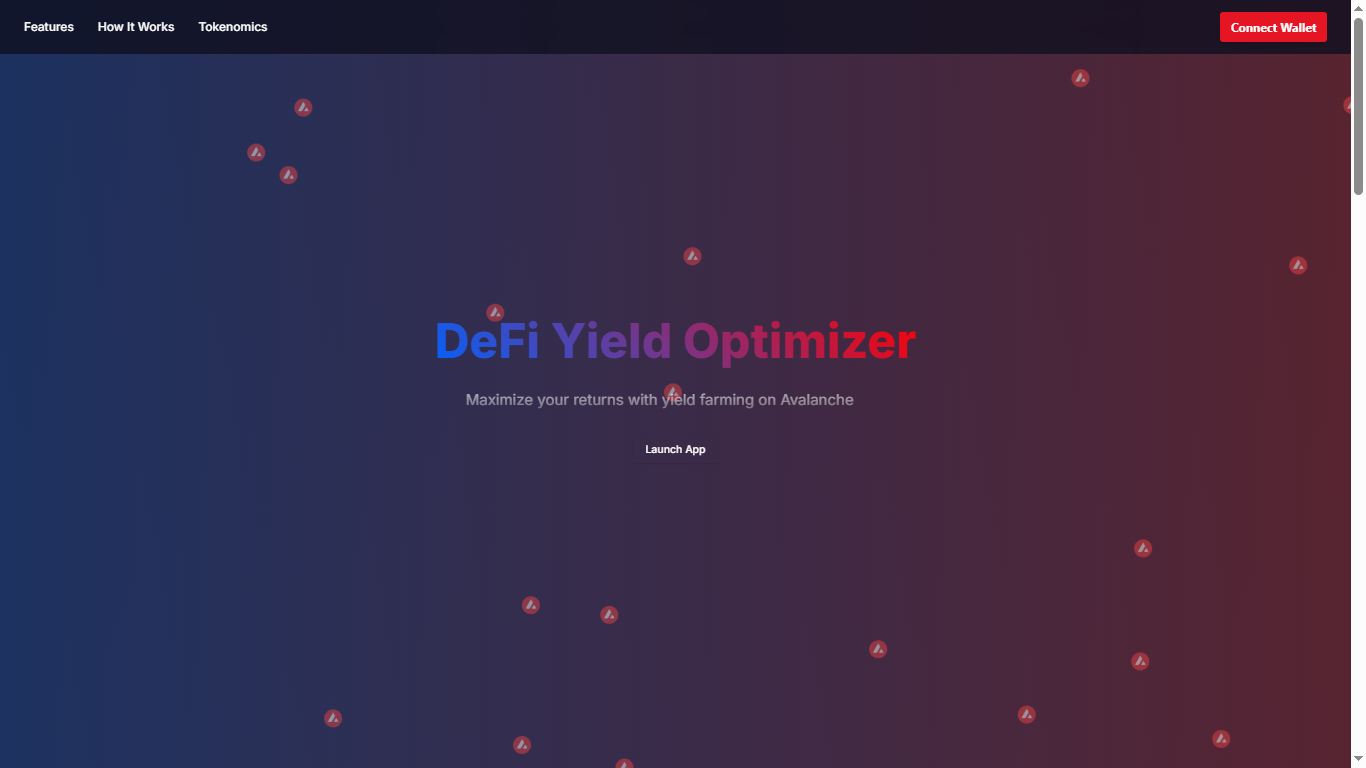 Features How It Works Tokenomics Connect Wallet
DeFi Yield Optimizer
Maximize your returns with yield farming on Avalanche
Launch App